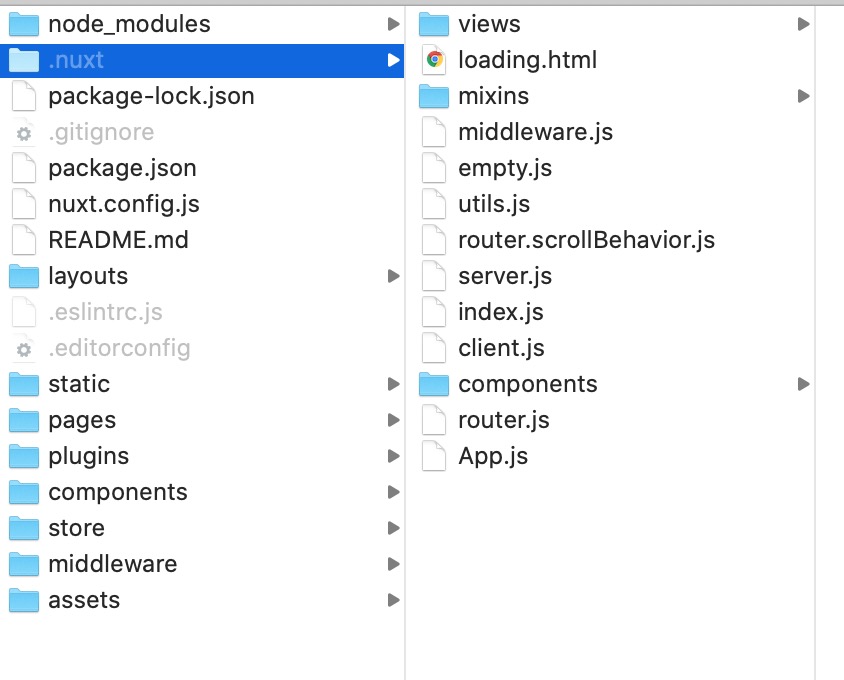 node_modules
.nuxt
package-lock.json
.gitignore
package.json
nuxt.config.js
README.md
layouts
.eslintrc.js
.editorconfig
static
pages
plugins
components
store
middleware
assets
views
loading.html
mixins
middleware.js
empty.js
utils.js
router.scrollBehavior.js
server.js
index.js
client.js
components
router.js
App.js